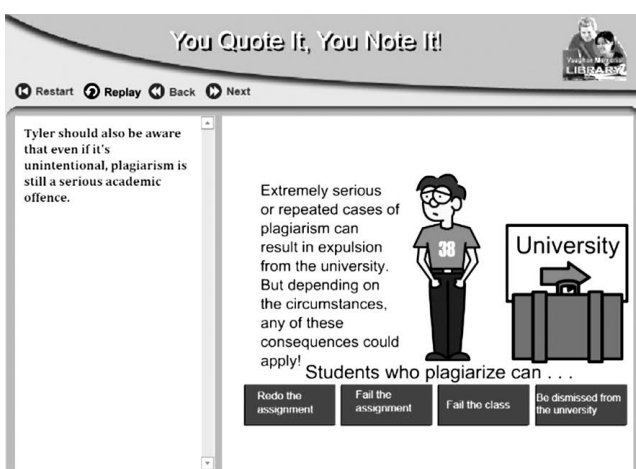 You Quote It, You Note It!
Vaughan Memorial
LIBRARY
Restart Replay Back Next
Tyler should also be aware
that even if it's
unintentional, plagiarism is
still a serious academic
offence.
Extremely serious
or repeated cases of
plagiarism can
result in expulsion
from the university.
But depending on
the circumstances,
any of these
consequences could
apply!
38
University
Students who plagiarize can . . .
Redo the
assignment
Fail the
assignment
Fail the class
Be dismissed from
the university